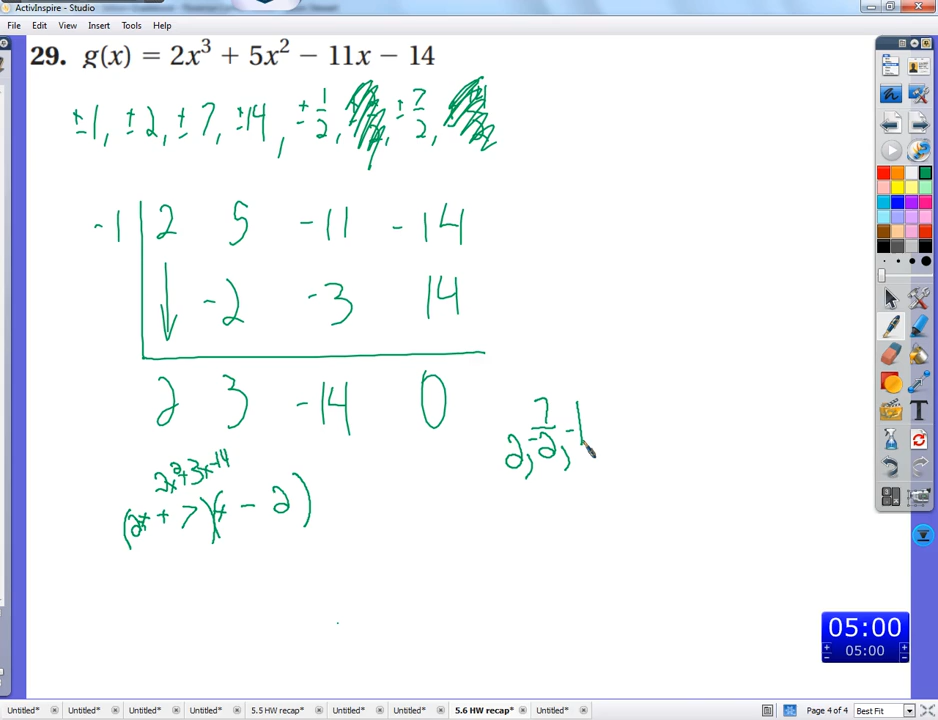 ActivInspire - Studio
File Edit View Insert Tools Help
29. g(x) = 2x³ + 5x² − 11x − 14
±1, ±2, ±7, ±14, ±1/2, ±7/2,
-1 | 2 5 -11 -14
-2 -3 14
2 3 -14 0
2x²+3x-14
(2x + 7)(x - 2)
2, 7/-2, -1
05:00
05:00
Untitled* Untitled* Untitled* Untitled* 5.5 HW recap* Untitled* Untitled* 5.6 HW recap* Untitled* Page 4 of 4 Best Fit